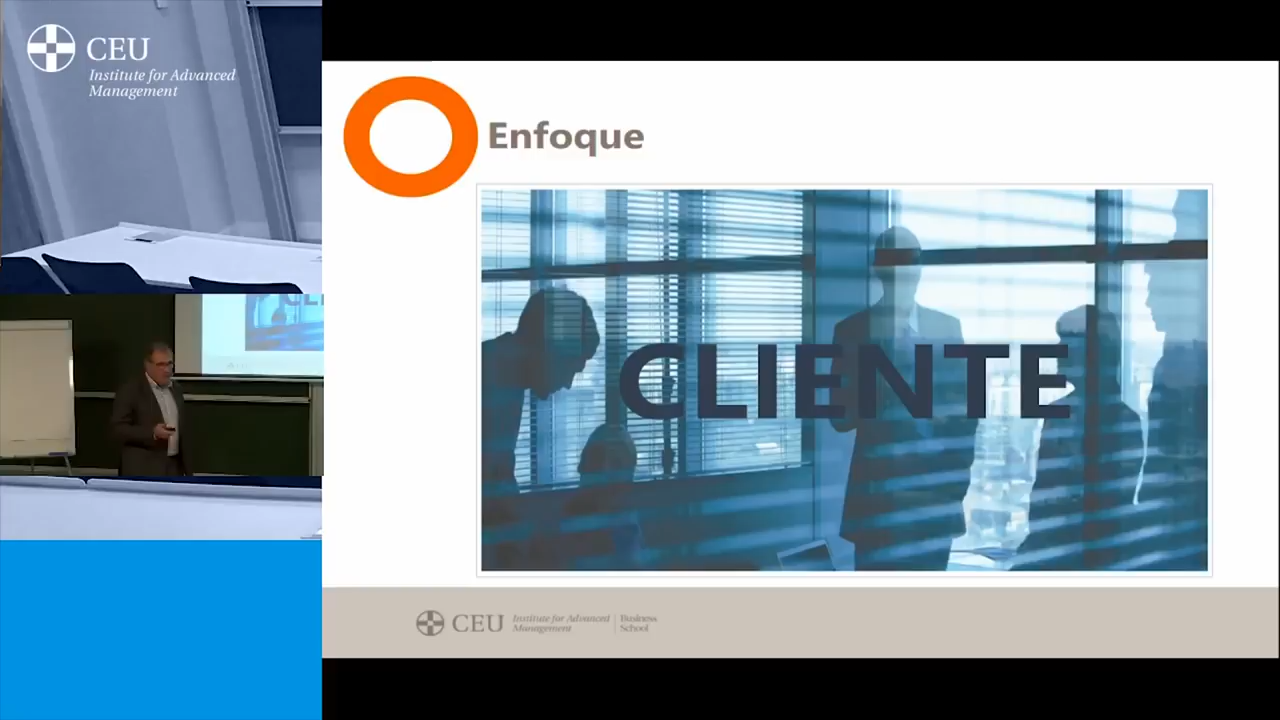 CEU
Institute for Advanced
Management
Enfoque
CLIENTE
CEU
Institute for Advanced
Management
Business
School